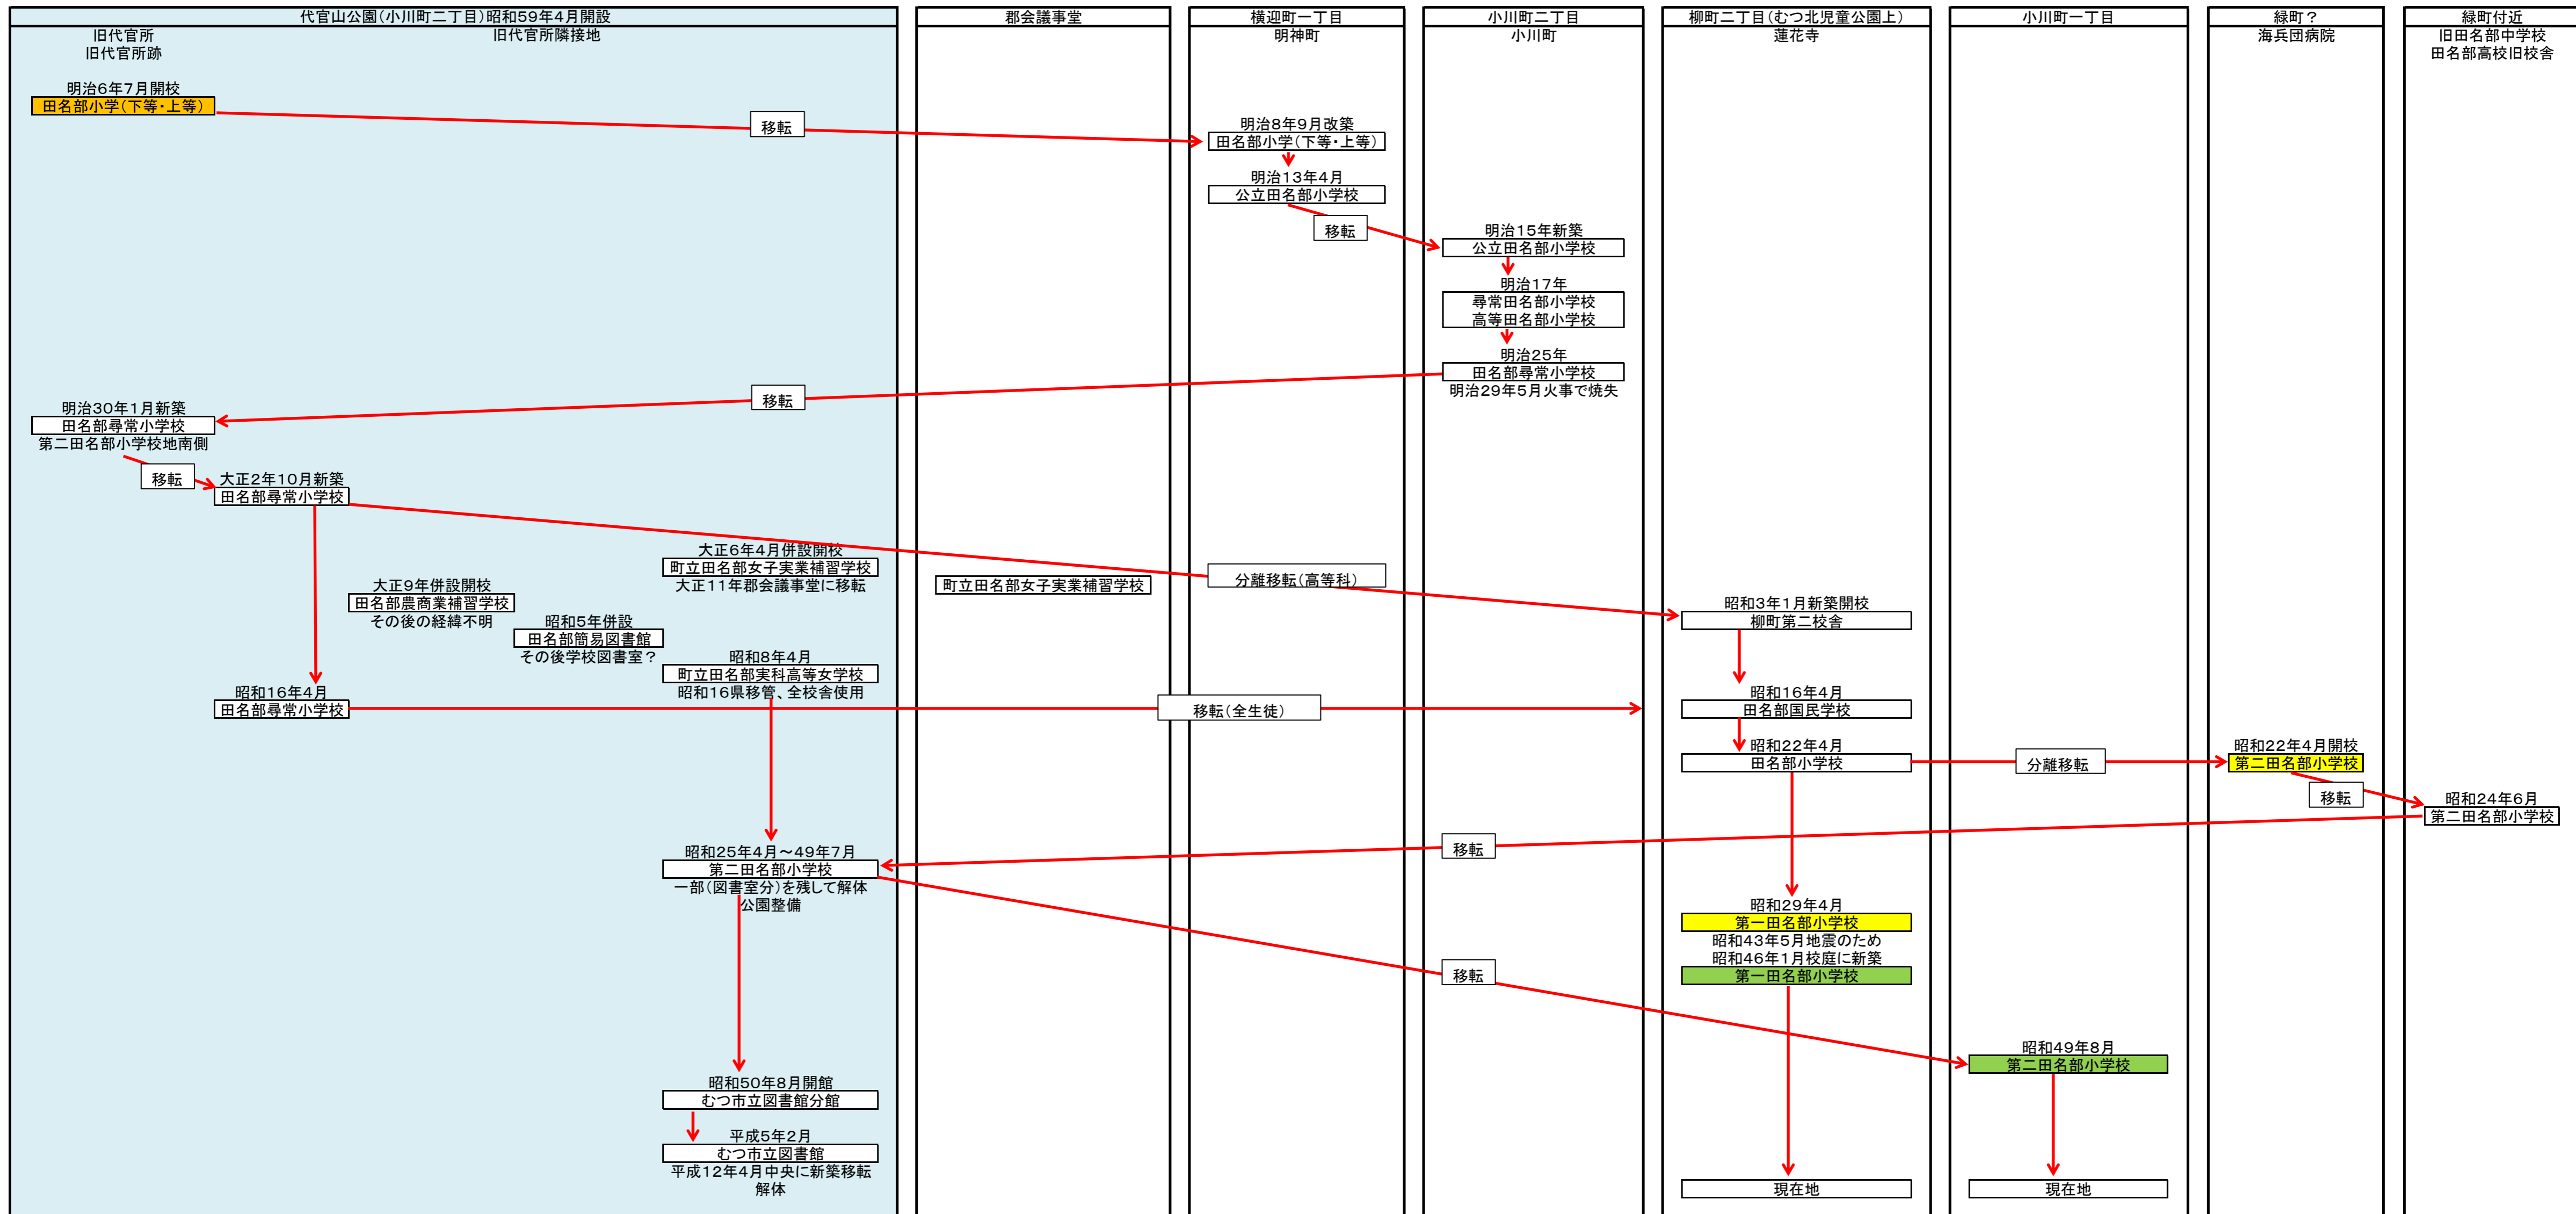 代官山公園(小川町二丁目)昭和59年4月開設
旧代官所
旧代官所跡
旧代官所隣接地
明治6年7月開校
田名部小学(下等・上等)
移転
明治30年1月新築
田名部尋常小学校
第二田名部小学校地南側
移転
大正2年10月新築
田名部尋常小学校
大正6年4月併設開校
町立田名部女子実業補習学校
大正11年郡会議事堂に移転
大正9年併設開校
田名部農商業補習学校
その後の経緯不明
昭和5年併設
田名部簡易図書館
その後学校図書室?
昭和8年4月
町立田名部実科高等女学校
昭和16県移管、全校舎使用
昭和16年4月
田名部尋常小学校
昭和25年4月~49年7月
第二田名部小学校
一部(図書室分)を残して解体
公園整備
昭和50年8月開館
むつ市立図書館分館
平成5年2月
むつ市立図書館
平成12年4月中央に新築移転
解体
郡会議事堂
町立田名部女子実業補習学校
横迎町一丁目
明神町
明治8年9月改築
田名部小学(下等・上等)
明治13年4月
公立田名部小学校
移転
分離移転(高等科)
移転(全生徒)
小川町二丁目
小川町
明治15年新築
公立田名部小学校
明治17年
尋常田名部小学校
高等田名部小学校
明治25年
田名部尋常小学校
明治29年5月火事で焼失
移転
移転
移転
柳町二丁目(むつ北児童公園上)
蓮花寺
昭和3年1月新築開校
柳町第二校舎
昭和16年4月
田名部国民学校
昭和22年4月
田名部小学校
昭和29年4月
第一田名部小学校
昭和43年5月地震のため
昭和46年1月校庭に新築
第一田名部小学校
現在地
小川町一丁目
分離移転
昭和49年8月
第二田名部小学校
現在地
緑町?
海兵団病院
昭和22年4月開校
第二田名部小学校
移転
緑町付近
旧田名部中学校
田名部高校旧校舎
昭和24年6月
第二田名部小学校